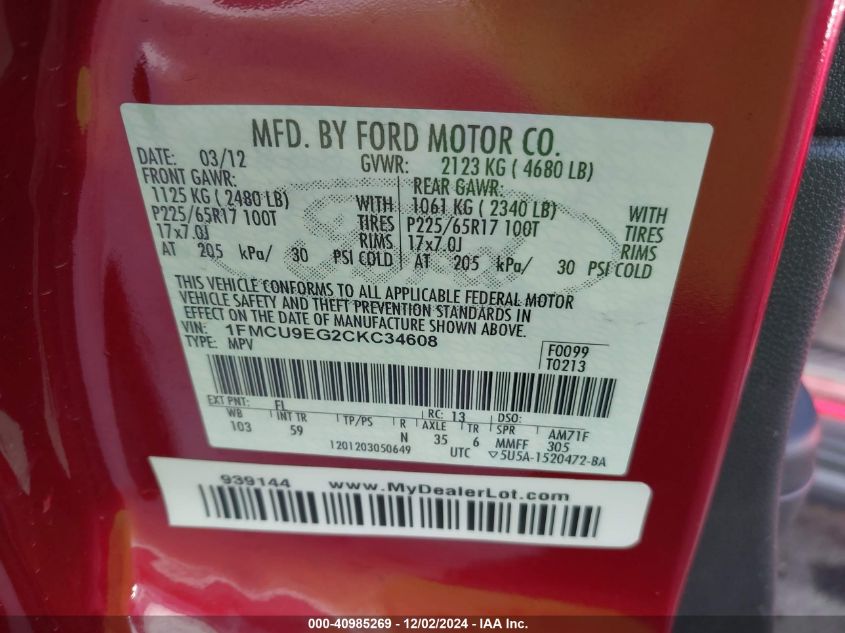 MFD. BY FORD MOTOR CO.
DATE: 03/12 GVWR: 2123 KG ( 4680 LB)
FRONT GAWR: REAR GAWR:
1125 KG ( 2480 LB) WITH 1061 KG ( 2340 LB) WITH
P225/65R17 100T TIRES P225/65R17 100T TIRES
17x7.0J RIMS 17x7.0J RIMS
AT 205 kPa/ 30 PSI COLD AT 205 kPa/ 30 PSI COLD
THIS VEHICLE CONFORMS TO ALL APPLICABLE FEDERAL MOTOR
VEHICLE SAFETY AND THEFT PREVENTION STANDARDS IN
EFFECT ON THE DATE OF MANUFACTURE SHOWN ABOVE.
VIN: 1FMCU9EG2CKC34608
TYPE: MPV
F0099
T0213
EXT PNT: FL RC: 13 DSO:
WB INT TR TP/PS R AXLE TR SPR AM71F
103 59 N 35 6 MMFF 305
1201203050649 UTC ▽5U5A-1520472-BA
939144 www.MyDealerLot.com
000-40985269 - 12/02/2024 - IAA Inc.